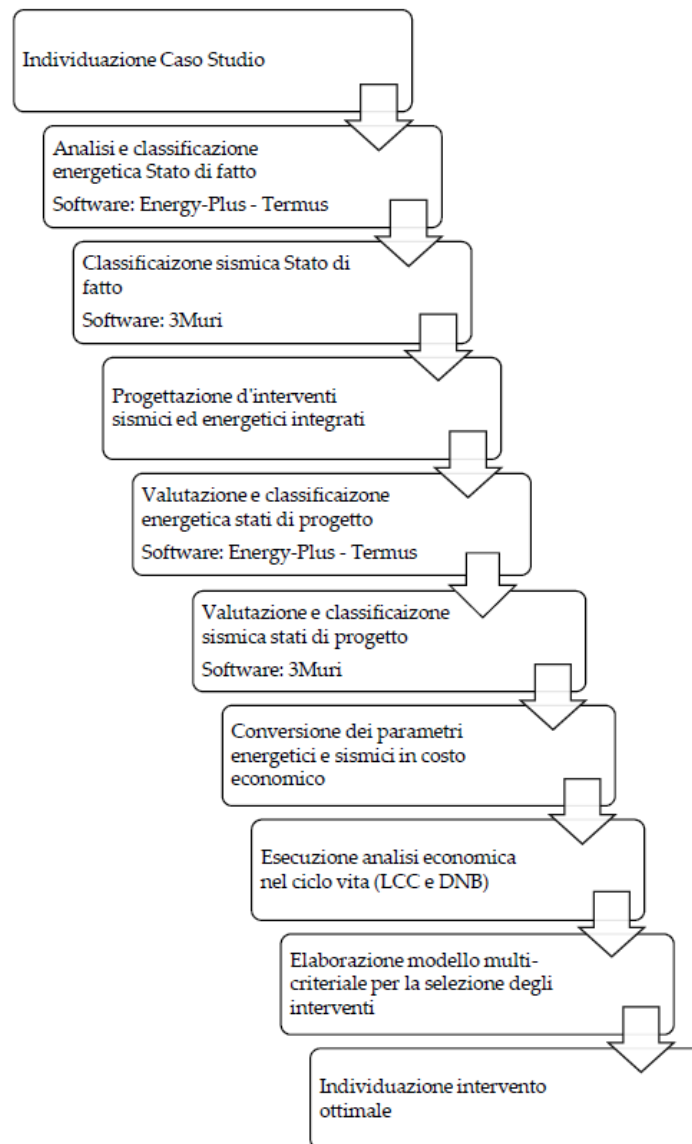 Individuazione Caso Studio
Analisi e classificazione
energetica Stato di fatto
Software: Energy-Plus - Termus
Classificaizone sismica Stato di
fatto
Software: 3Muri
Progettazione d'interventi
sismici ed energetici integrati
Valutazione e classificaizone
energetica stati di progetto
Software: Energy-Plus - Termus
Valutazione e classificaizone
sismica stati di progetto
Software: 3Muri
Conversione dei parametri
energetici e sismici in costo
economico
Esecuzione analisi economica
nel ciclo vita (LCC e DNB)
Elaborazione modello multi-
criteriale per la selezione degli
interventi
Individuazione intervento
ottimale